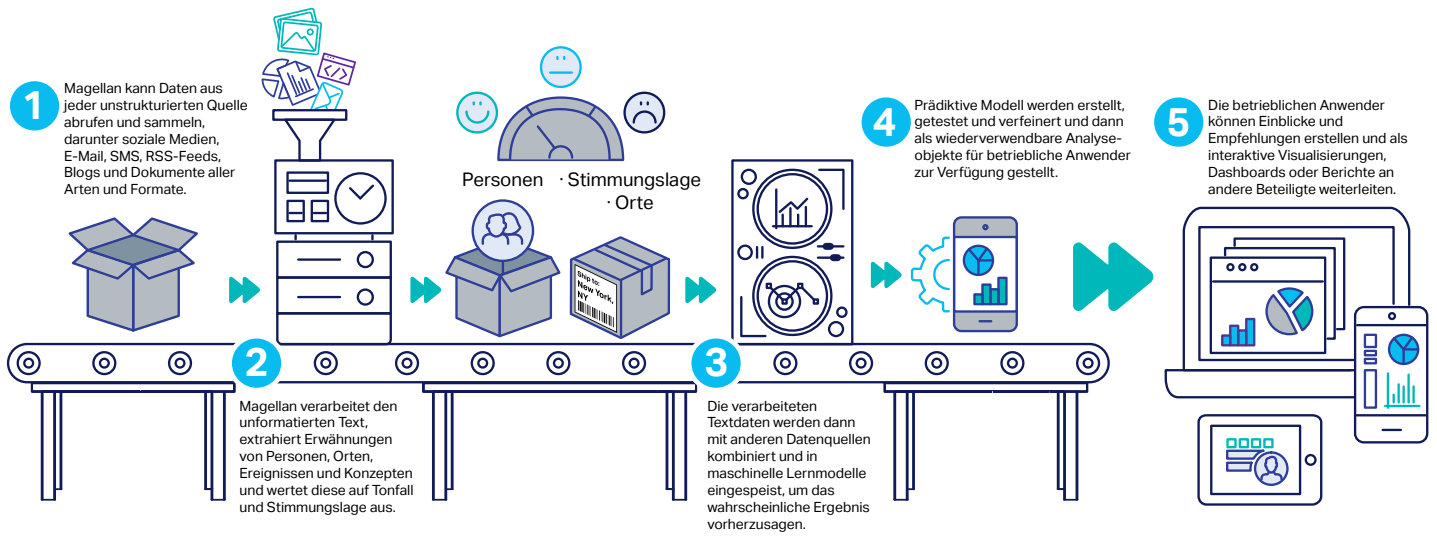 1
Magellan kann Daten aus
jeder unstrukturierten Quelle
abrufen und sammeln,
darunter soziale Medien,
E-Mail, SMS, RSS-Feeds,
Blogs und Dokumente aller
Arten und Formate.
2
Magellan verarbeitet den
unformatierten Text,
extrahiert Erwähnungen
von Personen, Orten,
Ereignissen und Konzepten
und wertet diese auf Tonfall
und Stimmungslage aus.
Personen · Stimmungslage
· Orte
Ship to:
New York,
NY
3
Die verarbeiteten
Textdaten werden dann
mit anderen Datenquellen
kombiniert und in
maschinelle Lernmodelle
eingespeist, um das
wahrscheinliche Ergebnis
vorherzusagen.
4
Prädiktive Modell werden erstellt,
getestet und verfeinert und dann
als wiederverwendbare Analyse-
objekte für betriebliche Anwender
zur Verfügung gestellt.
5
Die betrieblichen Anwender
können Einblicke und
Empfehlungen erstellen und als
interaktive Visualisierungen,
Dashboards oder Berichte an
andere Beteiligte weiterleiten.